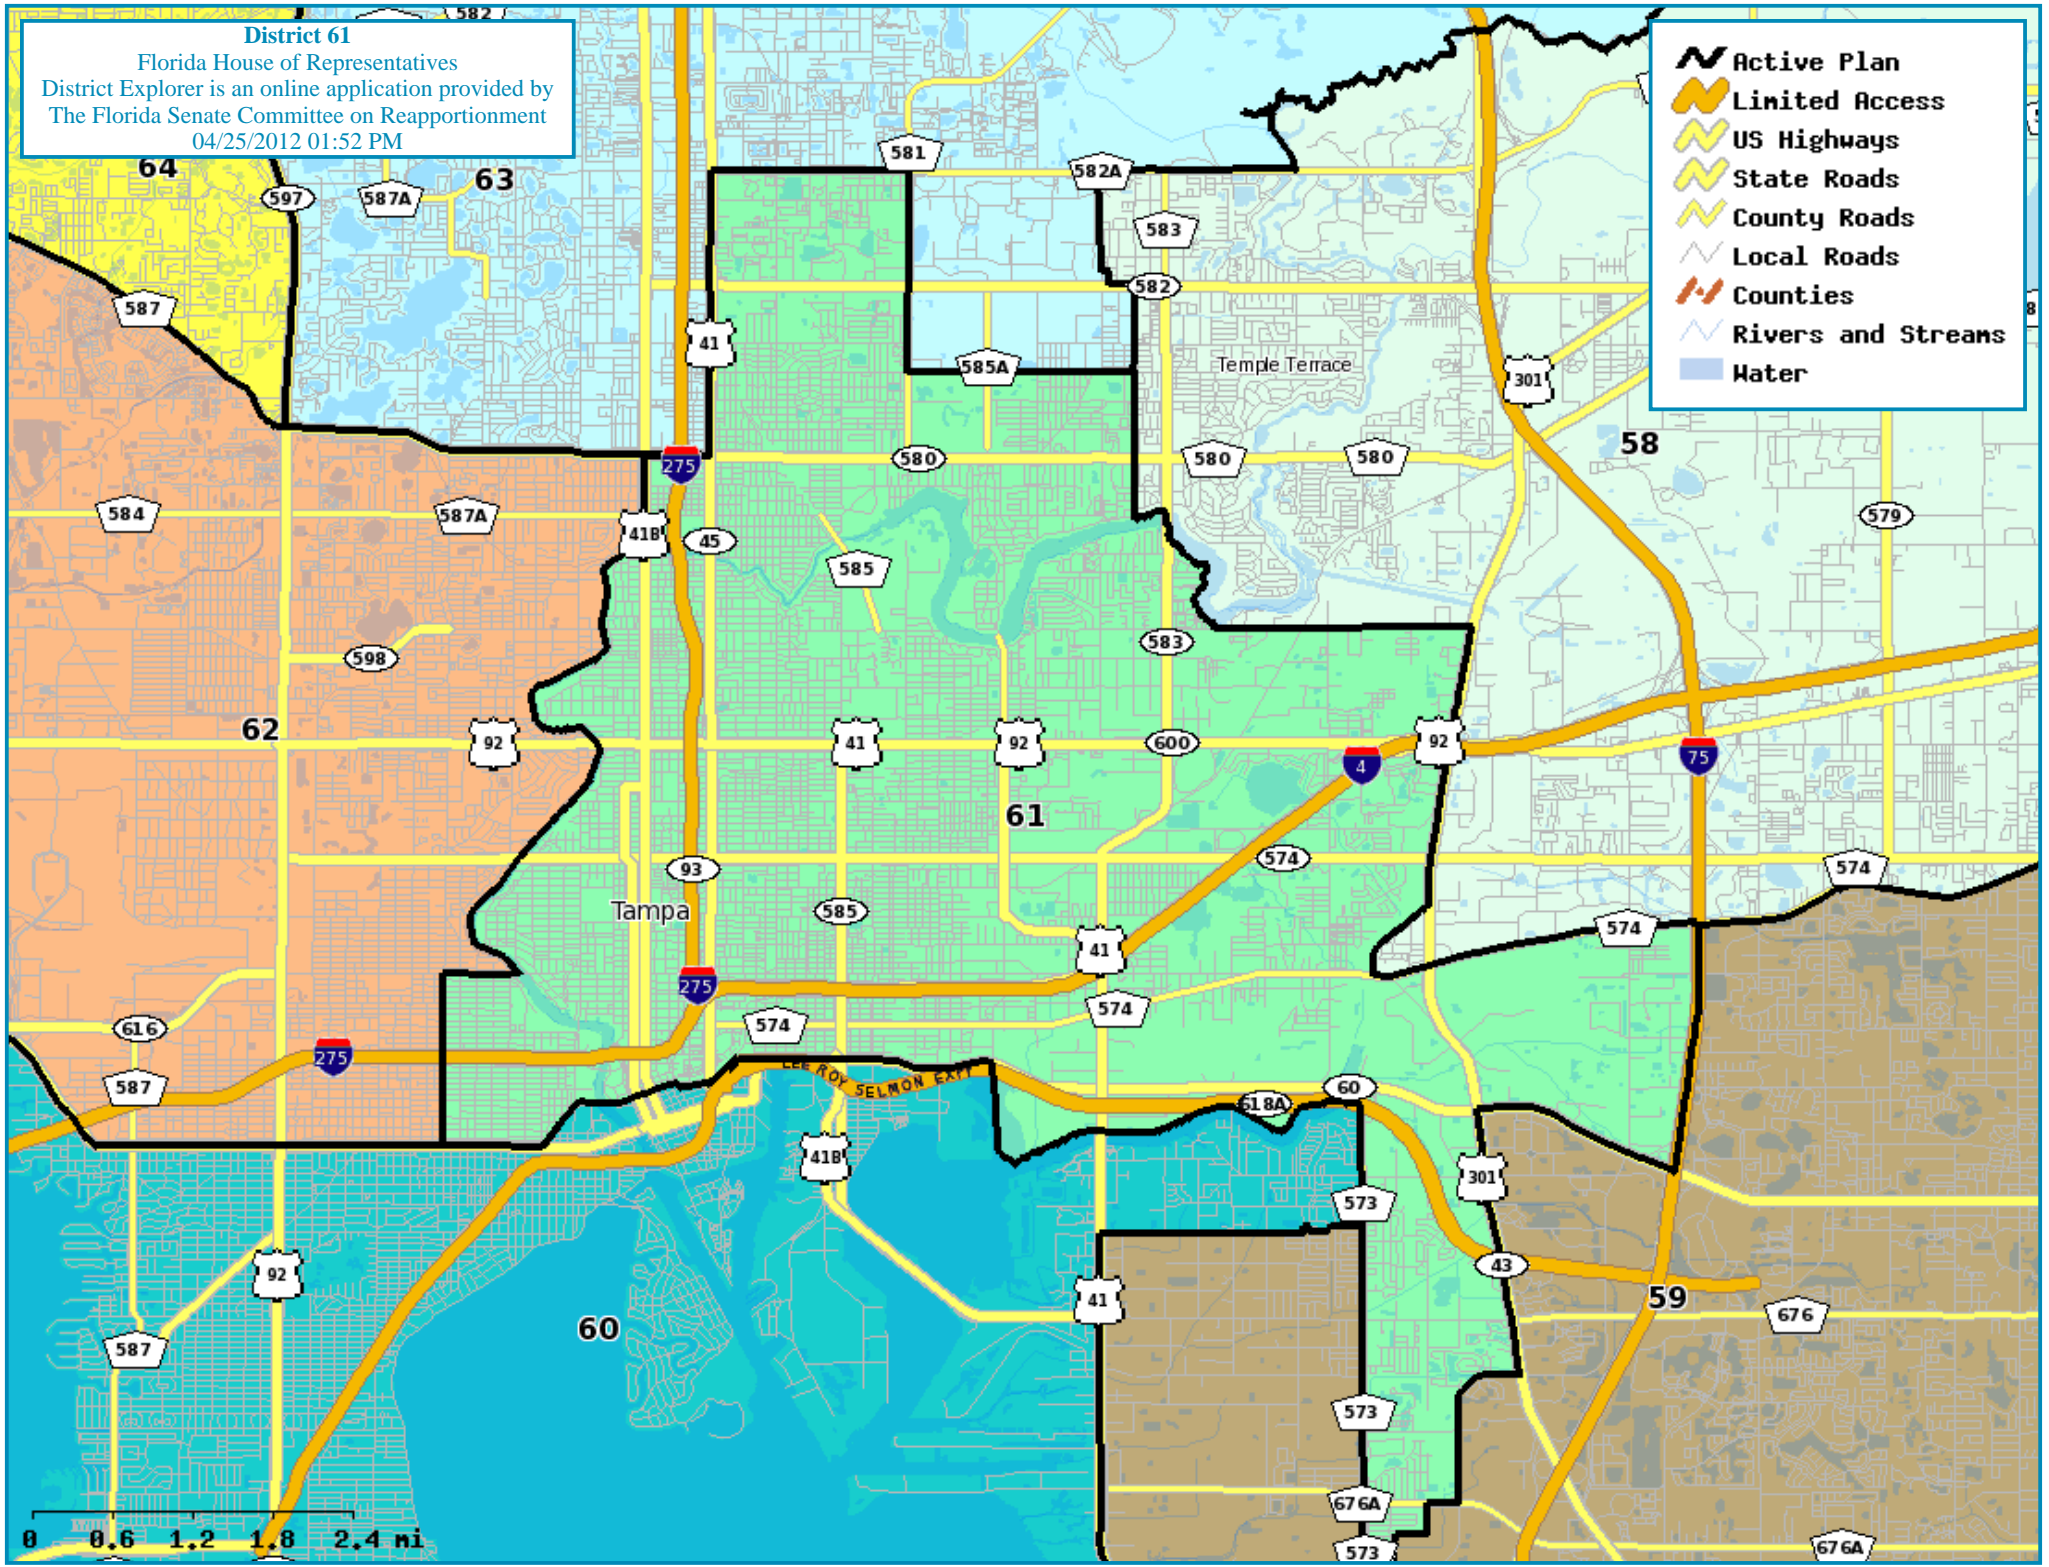 582
District 61
Florida House of Representatives
District Explorer is an online application provided by
The Florida Senate Committee on Reapportionment
04/25/2012 01:52 PM
Active Plan
Limited Access
US Highways
State Roads
County Roads
Local Roads
Counties
Rivers and Streams
Water
64
63
581
582A
597
587A
583
582
587
41
585A
Temple Terrace
301
58
275
580
580
580
584
587A
41B
45
579
585
598
583
62
92
41
92
600
92
4
75
61
574
93
574
Tampa
585
574
41
275
574
574
616
275
587
LEE ROY SELMON EXPY
60
618A
41B
301
573
43
92
41
59
60
676
587
573
676A
0 0.6 1.2 1.8 2.4 mi
573
676A